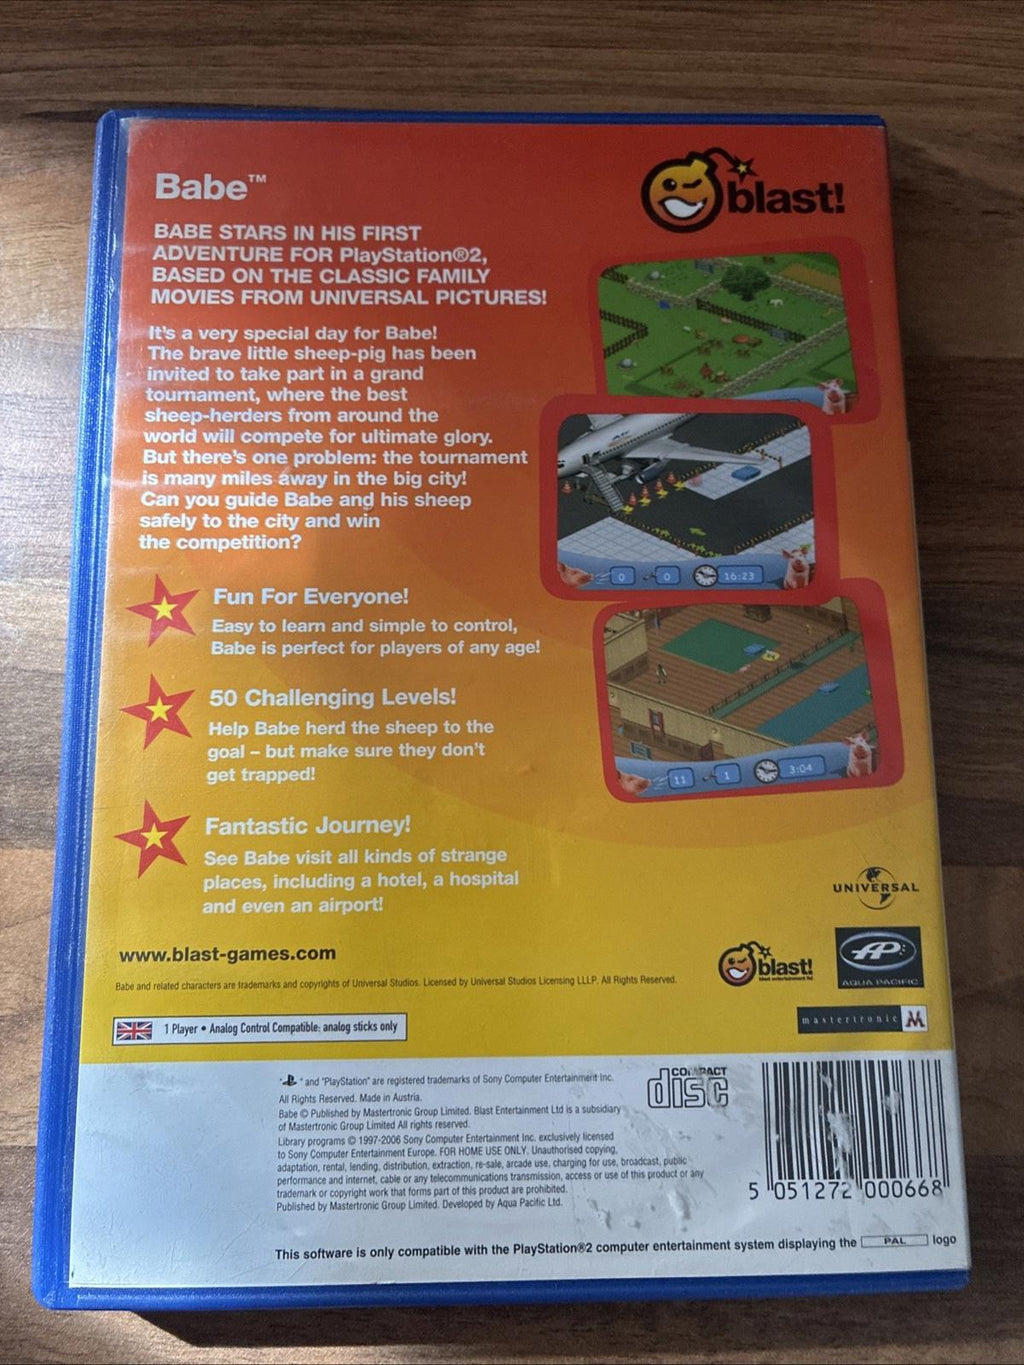 Babe™
blast!
BABE STARS IN HIS FIRST
ADVENTURE FOR PlayStation®2,
BASED ON THE CLASSIC FAMILY
MOVIES FROM UNIVERSAL PICTURES!
It's a very special day for Babe!
The brave little sheep-pig has been
invited to take part in a grand
tournament, where the best
sheep-herders from around the
world will compete for ultimate glory.
But there's one problem: the tournament
is many miles away in the big city!
Can you guide Babe and his sheep
safely to the city and win
the competition?
0 0 16:23
Fun For Everyone!
Easy to learn and simple to control,
Babe is perfect for players of any age!
50 Challenging Levels!
Help Babe herd the sheep to the
goal – but make sure they don't
get trapped!
11 1 3:04
Fantastic Journey!
See Babe visit all kinds of strange
places, including a hotel, a hospital
and even an airport!
UNIVERSAL
www.blast-games.com
blast!
blast entertainment ltd
AP
AQUA PACIFIC
Babe and related characters are trademarks and copyrights of Universal Studios. Licensed by Universal Studios Licensing LLLP. All Rights Reserved.
mastertronic M
1 Player • Analog Control Compatible: analog sticks only
" " and "PlayStation" are registered trademarks of Sony Computer Entertainment Inc.
All Rights Reserved. Made in Austria.
Babe © Published by Mastertronic Group Limited. Blast Entertainment Ltd is a subsidiary
of Mastertronic Group Limited All rights reserved.
Library programs © 1997-2006 Sony Computer Entertainment Inc. exclusively licensed
to Sony Computer Entertainment Europe. FOR HOME USE ONLY. Unauthorised copying,
adaptation, rental, lending, distribution, extraction, re-sale, arcade use, charging for use, broadcast, public
performance and internet, cable or any telecommunications transmission, access or use of this product or any
trademark or copyright work that forms part of this product are prohibited.
Published by Mastertronic Group Limited. Developed by Aqua Pacific Ltd.
COMPACT
disc
5 051272 000668
This software is only compatible with the PlayStation®2 computer entertainment system displaying the PAL logo